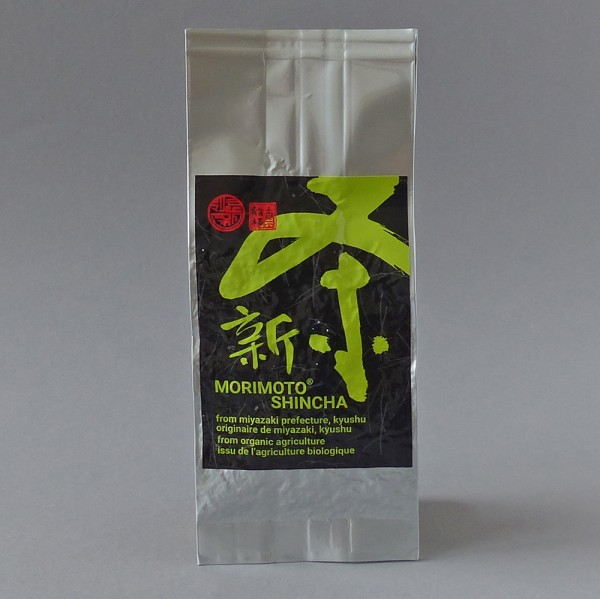 茶
新
MORIMOTO®
SHINCHA
from miyazaki prefecture, kyushu
originaire de miyazaki, kyushu
from organic agriculture
issu de l'agriculture biologique